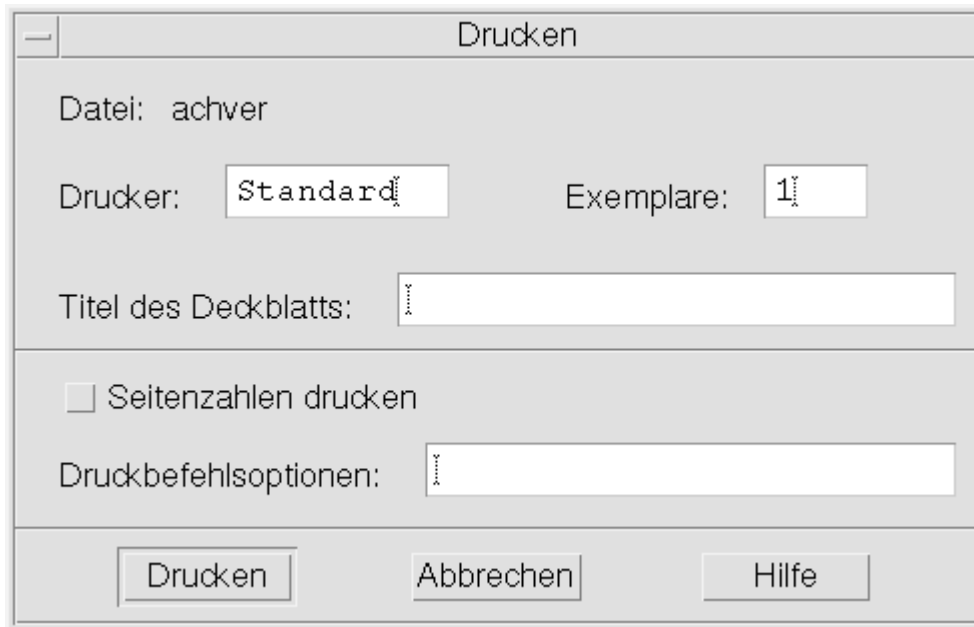 Drucken
Datei: achver
Drucker: Standard Exemplare: 1
Titel des Deckblatts:
Seitenzahlen drucken
Druckbefehlsoptionen:
Drucken Abbrechen Hilfe